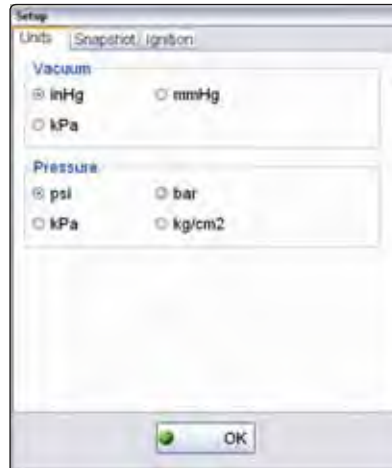 Setup
Units Snapshot Ignition
Vacuum
inHg mmHg
kPa
Pressure
psi bar
kPa kg/cm2
OK